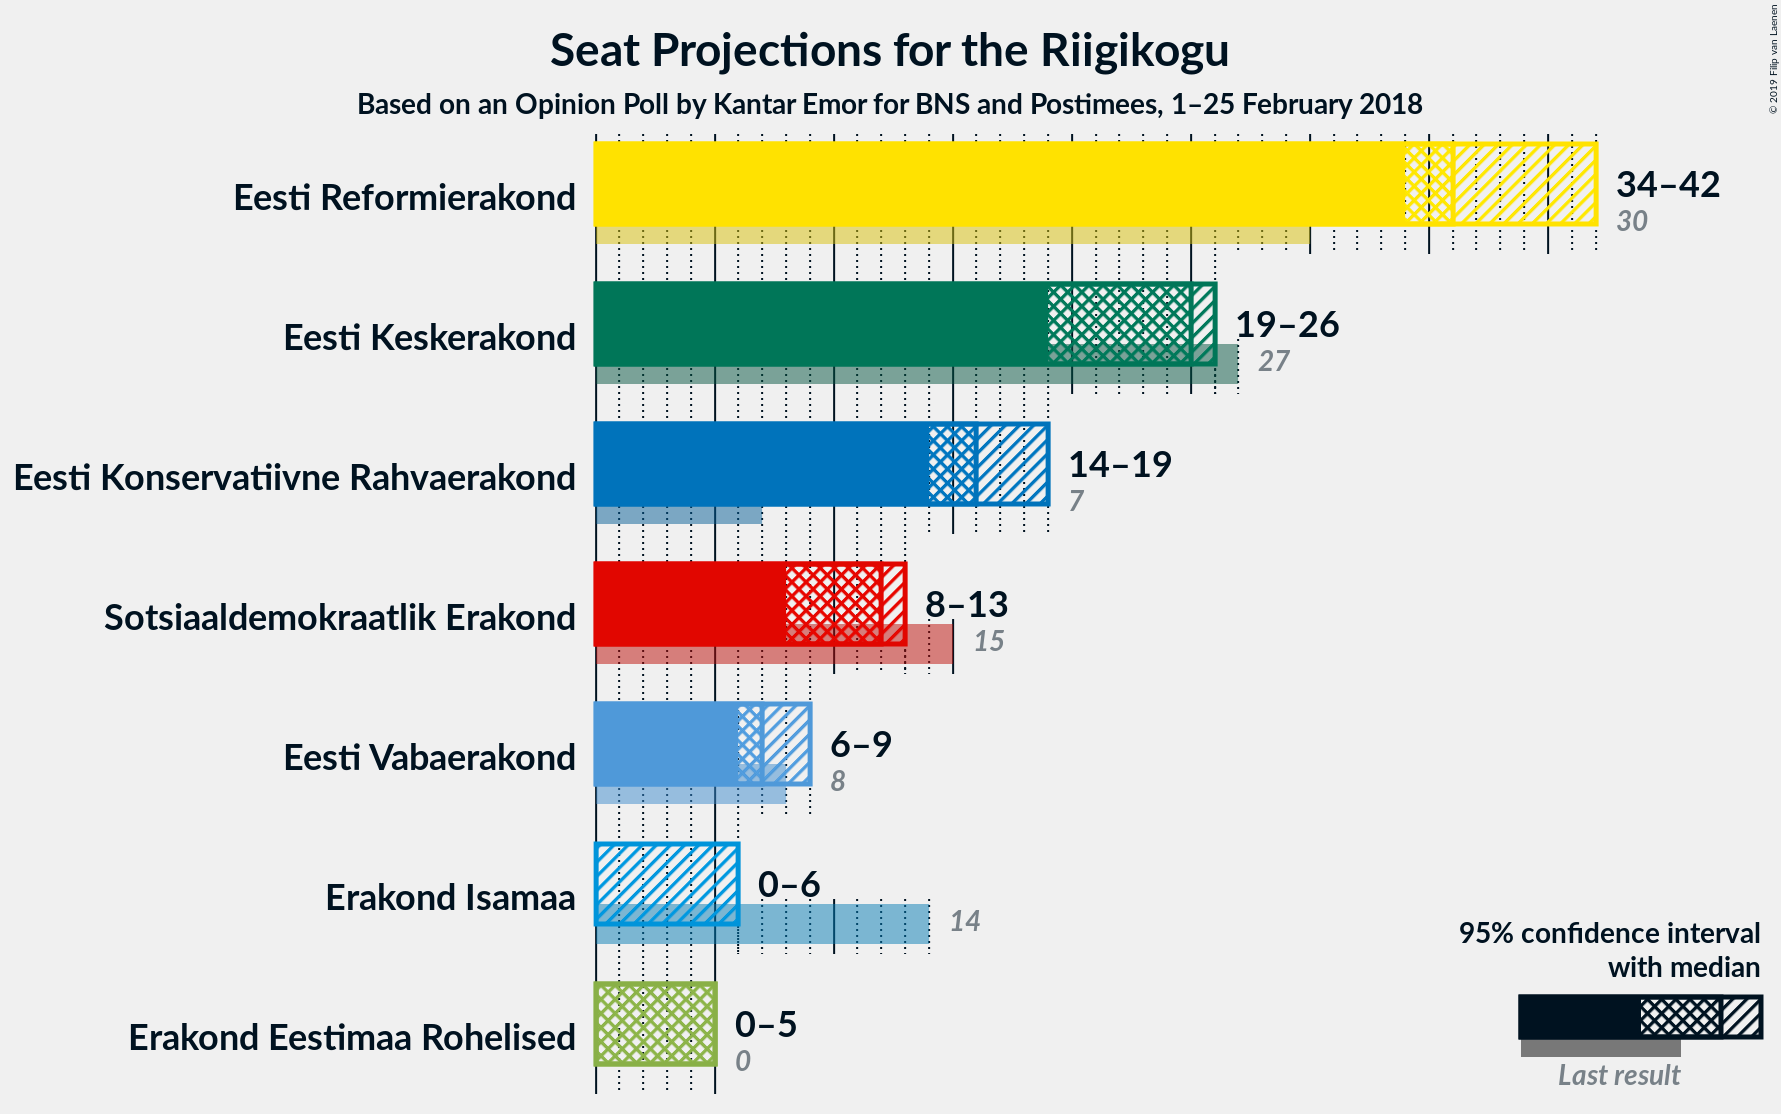 Seat Projections for the Riigikogu
Based on an Opinion Poll by Kantar Emor for BNS and Postimees, 1–25 February 2018
© 2019 Filip van Laenen
Eesti Reformierakond
34–42
30
Eesti Keskerakond
19–26
27
Eesti Konservatiivne Rahvaerakond
14–19
7
Sotsiaaldemokraatlik Erakond
8–13
15
Eesti Vabaerakond
6–9
8
Erakond Isamaa
0–6
14
Erakond Eestimaa Rohelised
0–5
0
95% confidence interval
with median
Last result